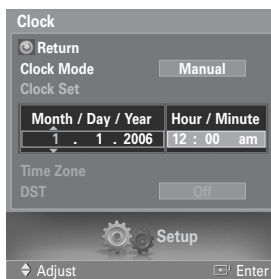 Clock
Return
Clock Mode Manual
Clock Set
Month / Day / Year Hour / Minute
1 . 1 . 2006 12 : 00 am
Time Zone
DST Off
Setup
Adjust Enter